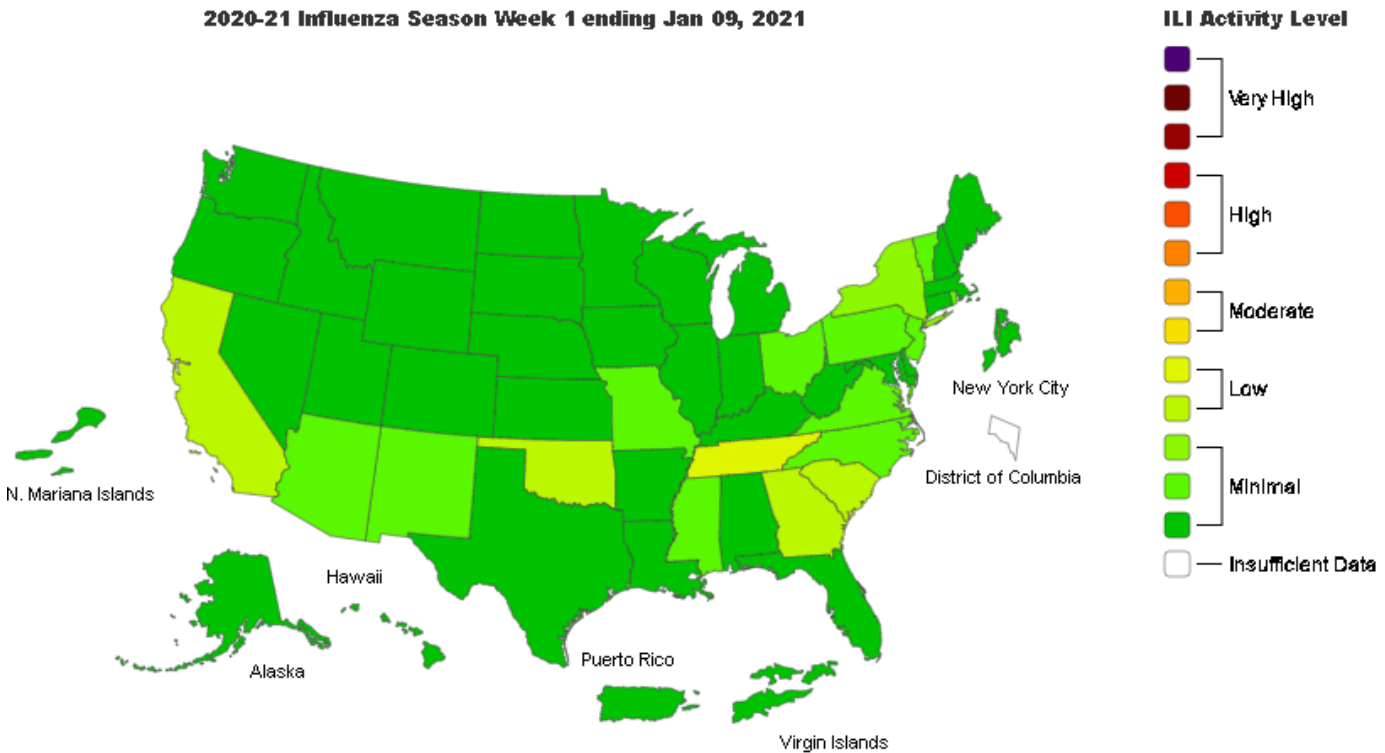 2020-21 Influenza Season Week 1 ending Jan 09, 2021
ILI Activity Level
Very High
High
Moderate
Low
Minimal
Insufficient Data
New York City
District of Columbia
N. Mariana Islands
Hawaii
Alaska
Puerto Rico
Virgin Islands